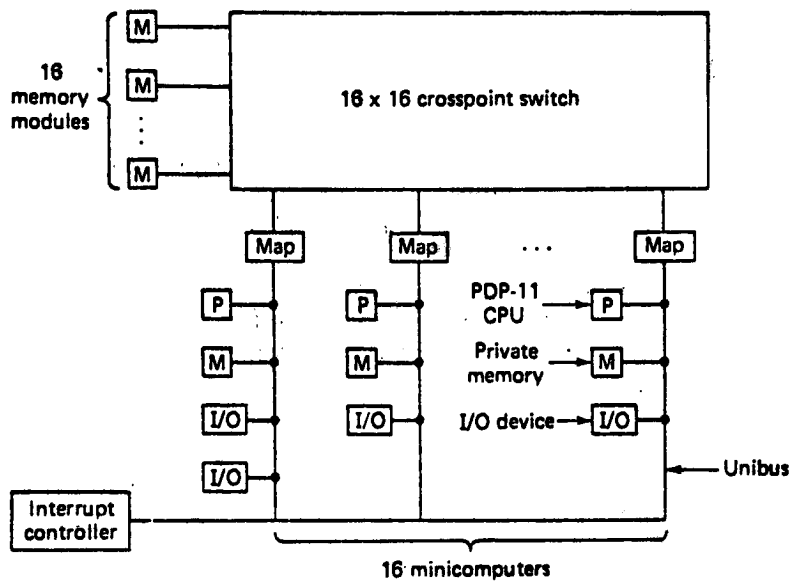 M
16
memory
modules
M
16 x 16 crosspoint switch
M
Map
Map
Map
P
P
PDP-11
CPU
P
M
M
Private
memory
M
I/O
I/O
I/O device
I/O
I/O
Unibus
Interrupt
controller
16 minicomputers